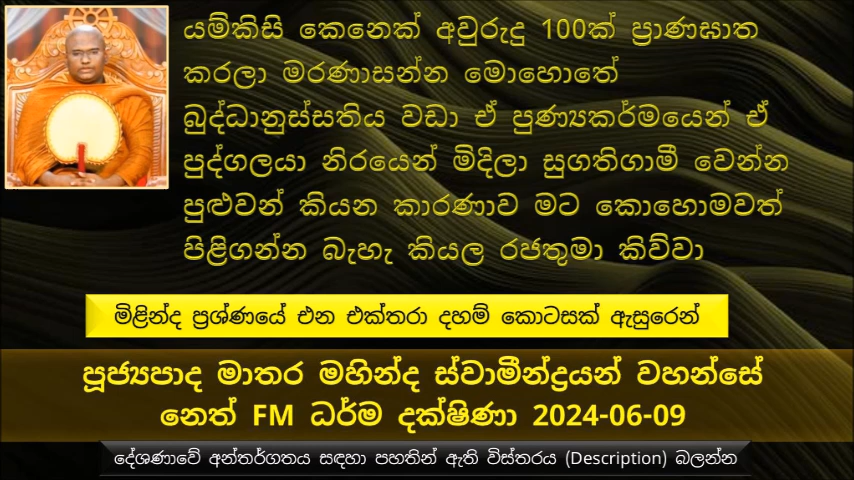 යම්කිසි කෙනෙක් අවුරුදු 100ක් ප්‍රාණඝාත
කරලා මරණාසන්න මොහොතේ
බුද්ධානුස්සතිය වඩා ඒ පුණ්‍යකර්මයෙන් ඒ
පුද්ගලයා නිරයෙන් මිදිලා සුගතිගාමී වෙන්න
පුළුවන් කියන කාරණාව මට කොහොමවත්
පිළිගන්න බැහැ කියල රජතුමා කිව්වා
මිළින්ද ප්‍රශ්ණයේ එන එක්තරා දහම් කොටසක් ඇසුරෙන්
පූජ්‍යපාද මාතර මහින්ද ස්වාමීන්ද්‍රයන් වහන්සේ
නෙත් FM ධර්ම දක්ෂිණා 2024-06-09
දේශණාවේ අන්තර්ගතය සඳහා පහතින් ඇති විස්තරය (Description) බලන්න